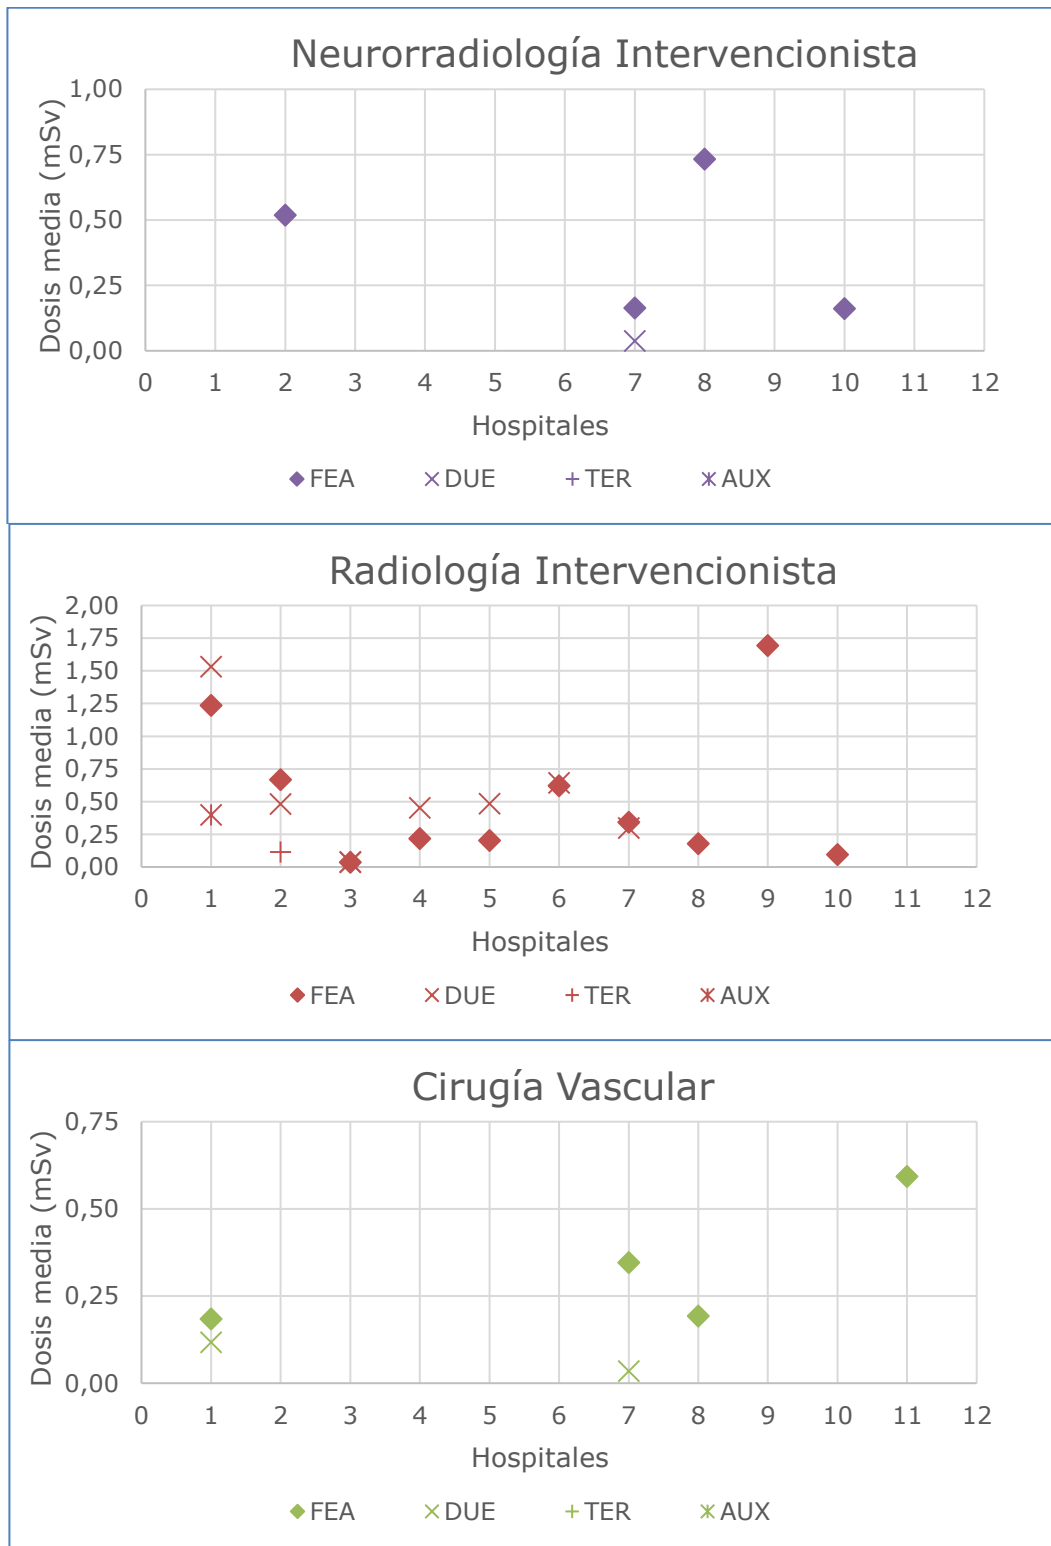 Neurorradiología Intervencionista
Dosis media (mSv)
1,00
0,75
0,50
0,25
0,00
0 1 2 3 4 5 6 7 8 9 10 11 12
Hospitales
FEA DUE TER AUX
Radiología Intervencionista
Dosis media (mSv)
2,00
1,75
1,50
1,25
1,00
0,75
0,50
0,25
0,00
0 1 2 3 4 5 6 7 8 9 10 11 12
Hospitales
FEA DUE TER AUX
Cirugía Vascular
Dosis media (mSv)
0,75
0,50
0,25
0,00
0 1 2 3 4 5 6 7 8 9 10 11 12
Hospitales
FEA DUE TER AUX